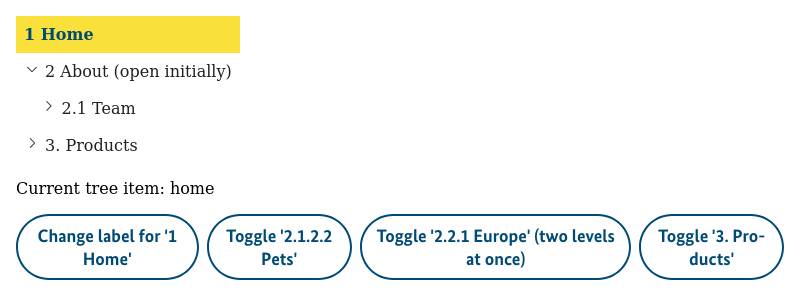 1 Home
2 About (open initially)
2.1 Team
3. Products
Current tree item: home
Change label for '1
Home'
Toggle '2.1.2.2
Pets'
Toggle '2.2.1 Europe' (two levels
at once)
Toggle '3. Pro-
ducts'